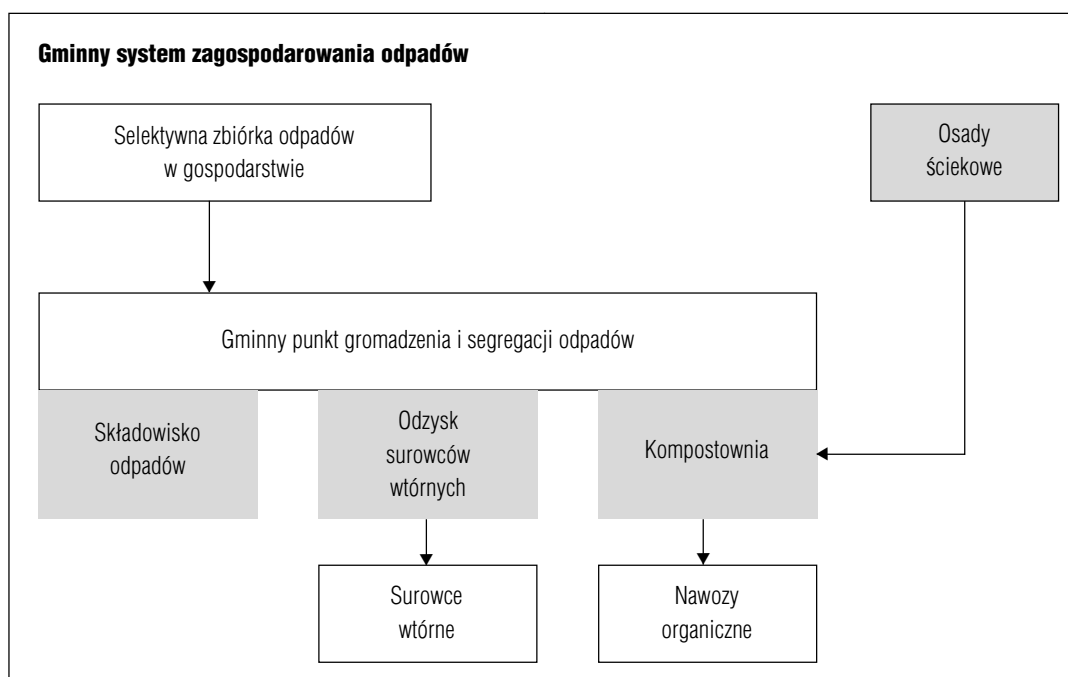 Gminny system zagospodarowania odpadów
Selektywna zbiórka odpadów
w gospodarstwie
Osady
ściekowe
Gminny punkt gromadzenia i segregacji odpadów
Składowisko
odpadów
Odzysk
surowców
wtórnych
Kompostownia
Surowce
wtórne
Nawozy
organiczne